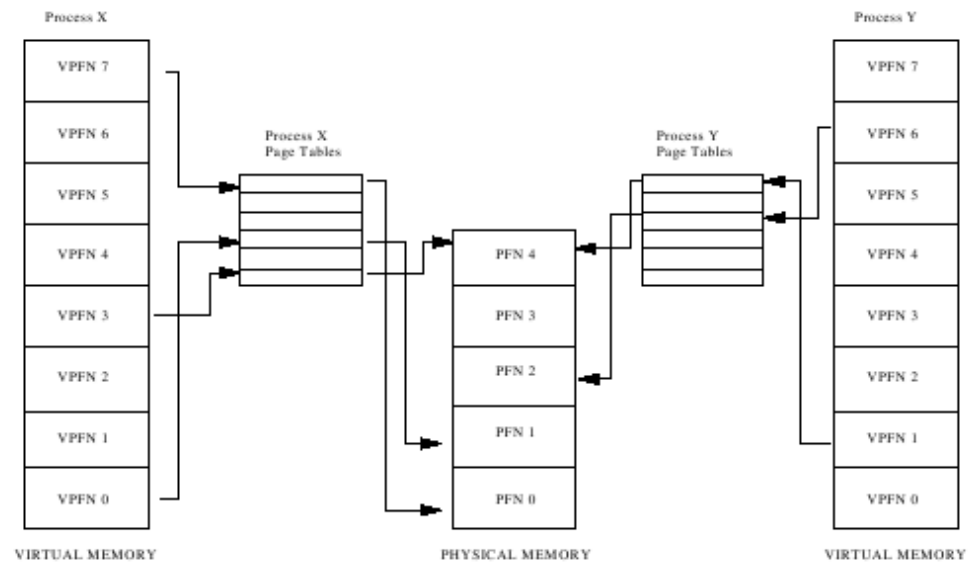 Process X
Process Y
VPFN 7
VPFN 6
VPFN 5
VPFN 4
VPFN 3
VPFN 2
VPFN 1
VPFN 0
VIRTUAL MEMORY
Process X
Page Tables
PFN 4
PFN 3
PFN 2
PFN 1
PFN 0
PHYSICAL MEMORY
Process Y
Page Tables
VPFN 7
VPFN 6
VPFN 5
VPFN 4
VPFN 3
VPFN 2
VPFN 1
VPFN 0
VIRTUAL MEMORY